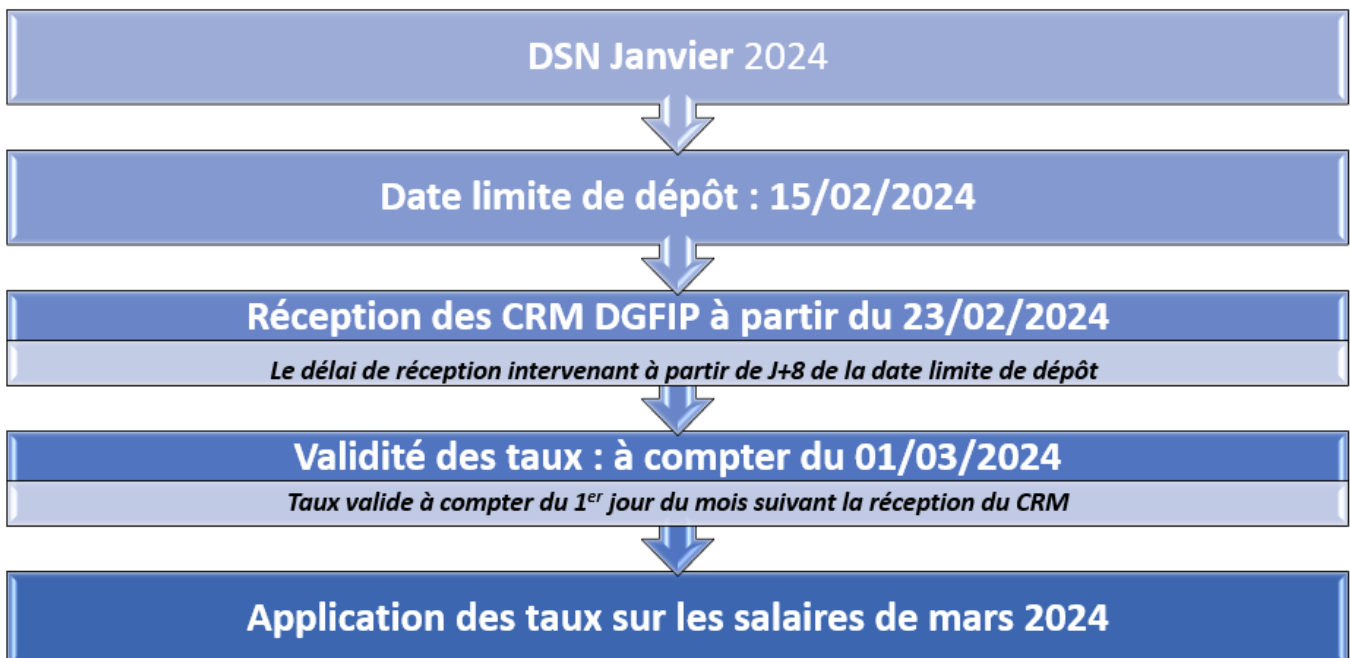 DSN Janvier 2024
Date limite de dépôt : 15/02/2024
Réception des CRM DGFIP à partir du 23/02/2024
Le délai de réception intervenant à partir de J+8 de la date limite de dépôt
Validité des taux : à compter du 01/03/2024
Taux valide à compter du 1er jour du mois suivant la réception du CRM
Application des taux sur les salaires de mars 2024